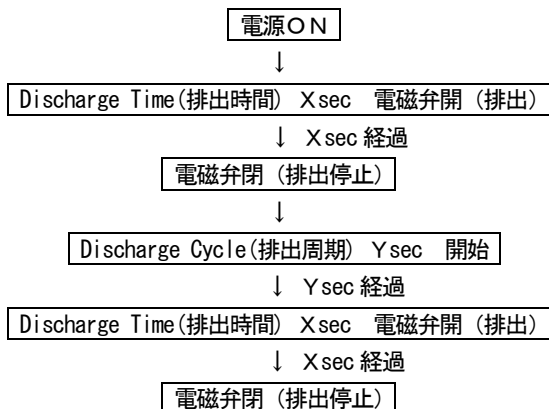 電源ＯＮ
↓
Discharge Time(排出時間) Ｘsec 電磁弁開（排出）
↓ Ｘsec 経過
電磁弁閉（排出停止）
↓
Discharge Cycle(排出周期) Ｙsec 開始
↓ Ｙsec 経過
Discharge Time(排出時間) Ｘsec 電磁弁開（排出）
↓ Ｘsec 経過
電磁弁閉（排出停止）